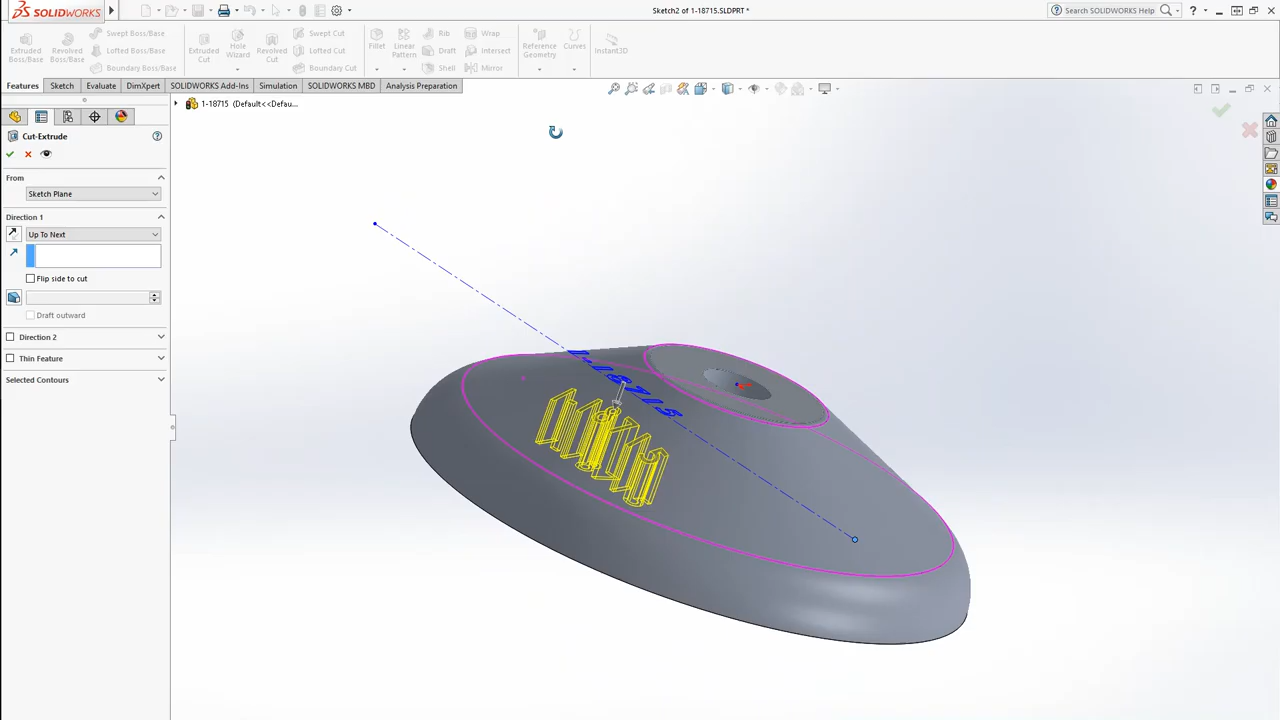 SOLIDWORKS
Sketch2 of 1-18715.SLDPRT *
Search SOLIDWORKS Help
Extruded Boss/Base
Revolved Boss/Base
Swept Boss/Base
Lofted Boss/Base
Boundary Boss/Base
Extruded Cut
Hole Wizard
Revolved Cut
Swept Cut
Lofted Cut
Boundary Cut
Fillet
Linear Pattern
Rib
Draft
Shell
Wrap
Intersect
Mirror
Reference Geometry
Curves
Instant3D
Features Sketch Evaluate DimXpert SOLIDWORKS Add-Ins Simulation SOLIDWORKS MBD Analysis Preparation
1-18715 (Default<<Defau...
Cut-Extrude
From
Sketch Plane
Direction 1
Up To Next
Flip side to cut
Draft outward
Direction 2
Thin Feature
Selected Contours
1-18715